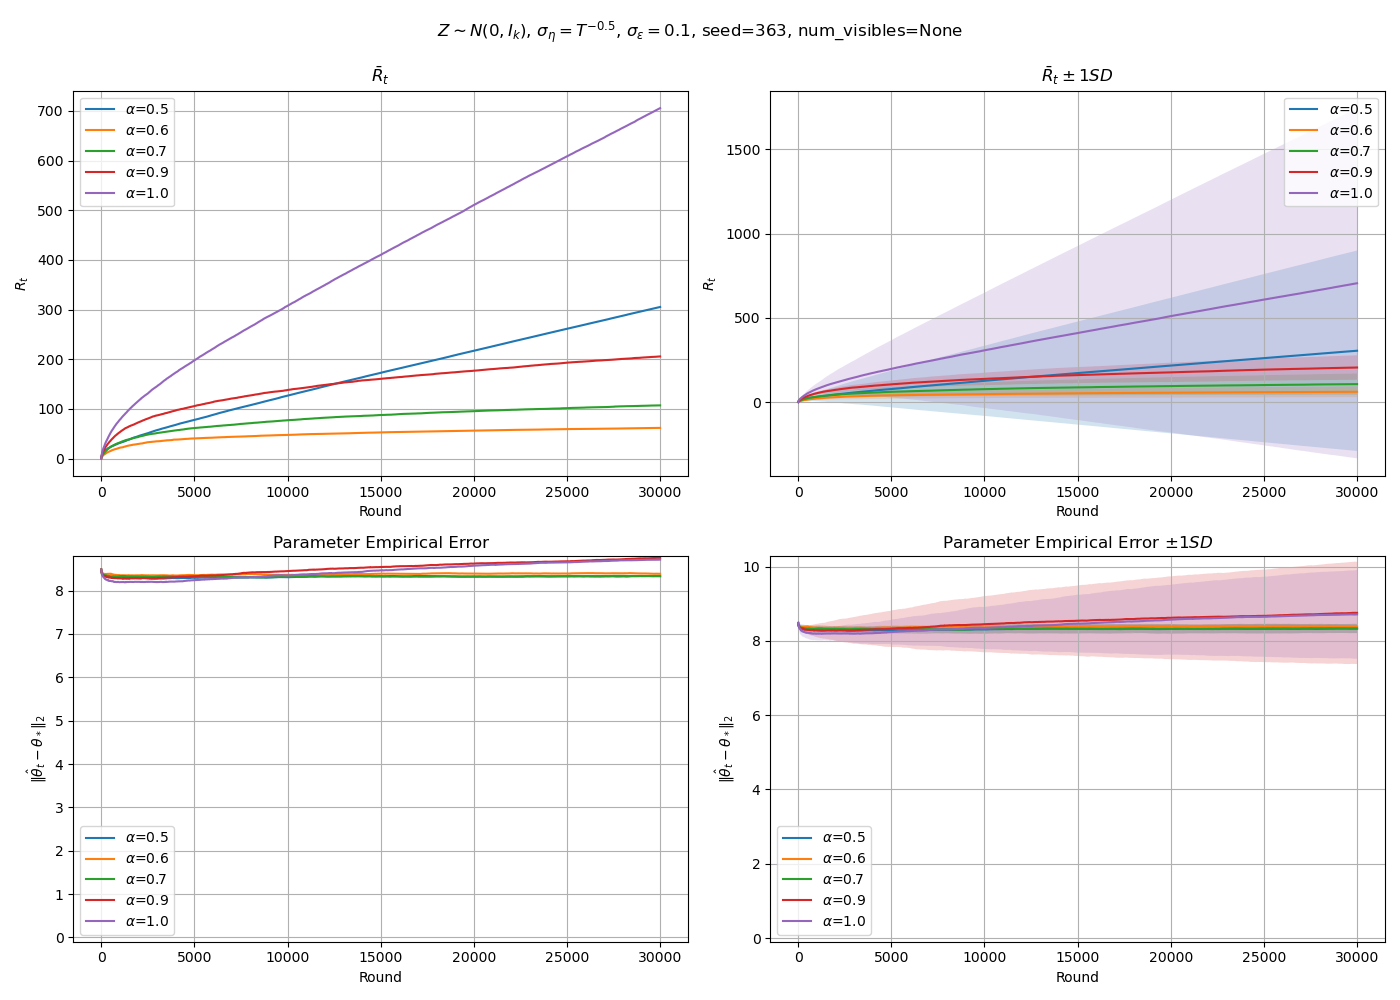 Z ~ N(0, I_k), σ_η = T^{−0.5}, σ_ε = 0.1, seed=363, num_visibles=None
R̄_t
700
600
500
400
300
200
100
0
R_t
0 5000 10000 15000 20000 25000 30000
Round
α=0.5
α=0.6
α=0.7
α=0.9
α=1.0
R̄_t ± 1SD
1500
1000
500
0
R_t
0 5000 10000 15000 20000 25000 30000
Round
α=0.5
α=0.6
α=0.7
α=0.9
α=1.0
Parameter Empirical Error
8
7
6
5
4
3
2
1
0
‖θ̂_t − θ_*‖_2
0 5000 10000 15000 20000 25000 30000
Round
α=0.5
α=0.6
α=0.7
α=0.9
α=1.0
Parameter Empirical Error ±1SD
10
8
6
4
2
0
‖θ̂_t − θ_*‖_2
0 5000 10000 15000 20000 25000 30000
Round
α=0.5
α=0.6
α=0.7
α=0.9
α=1.0